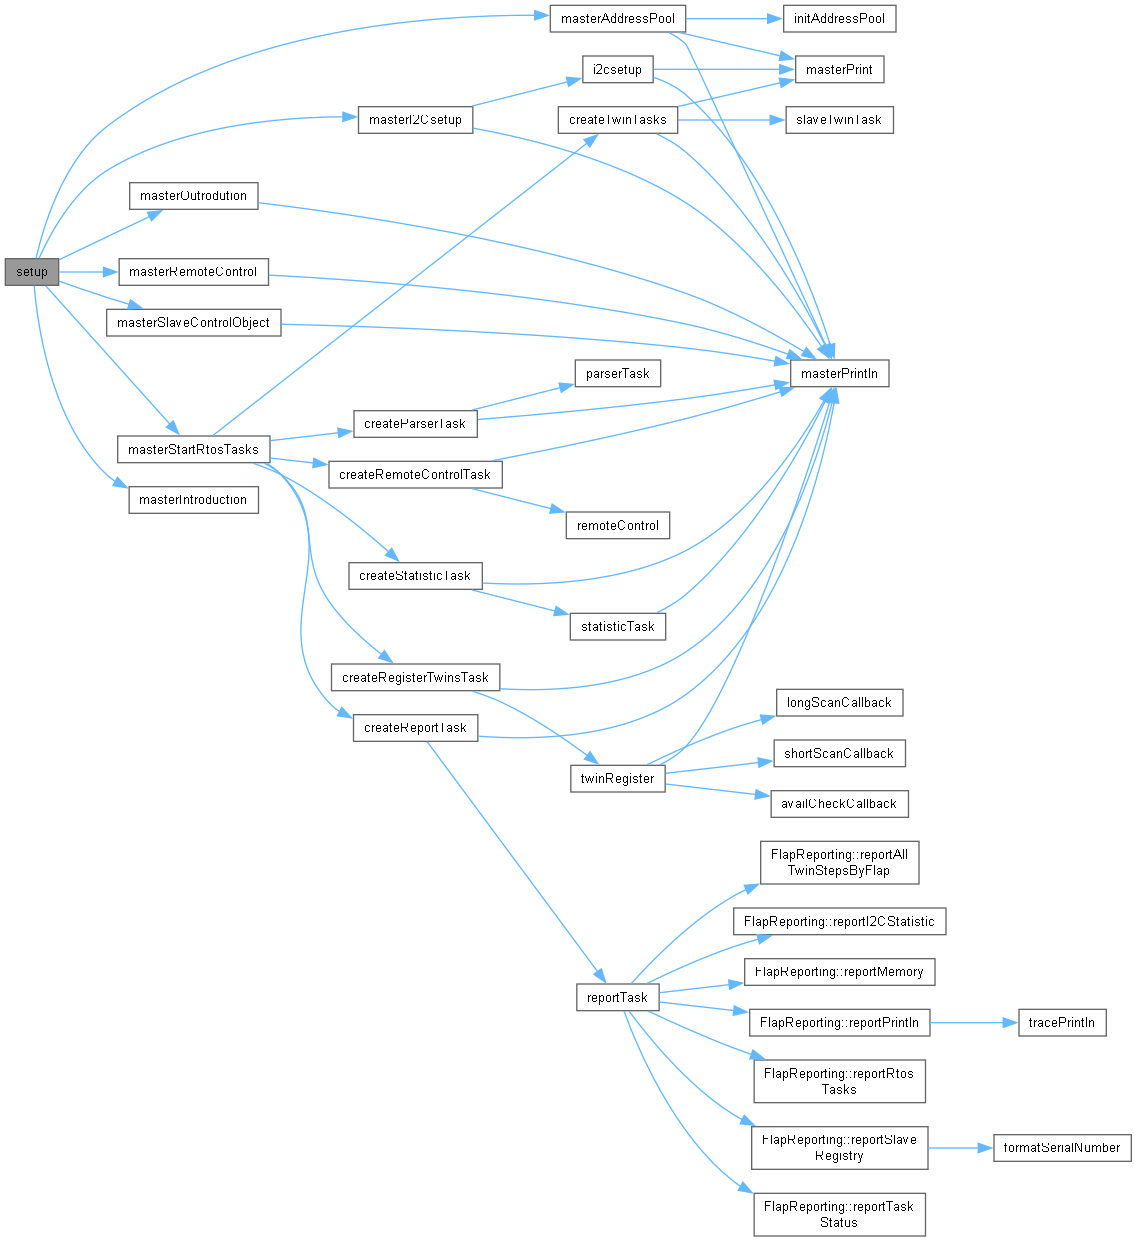 masterAddressPool
initAddressPool
i2csetup
masterPrint
masterI2Csetup
createTwinTasks
slaveTwinTask
masterOutrodution
setup
masterRemoteControl
masterSlaveControlObject
masterPrintln
parserTask
createParserTask
masterStartRtosTasks
createRemoteControlTask
masterIntroduction
remoteControl
createStatisticTask
statisticTask
createRegisterTwinsTask
longScanCallback
createReportTask
shortScanCallback
twinRegister
availCheckCallback
FlapReporting::reportAll
TwinStepsByFlap
FlapReporting::reportI2CStatistic
FlapReporting::reportMemory
reportTask
FlapReporting::reportPrintln
tracePrintln
FlapReporting::reportRtos
Tasks
FlapReporting::reportSlave
Registry
formatSerialNumber
FlapReporting::reportTask
Status